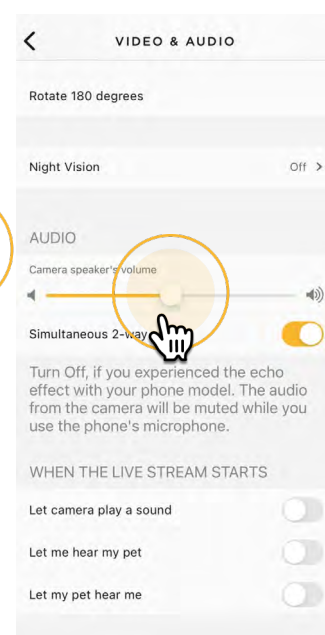 VIDEO & AUDIO
Rotate 180 degrees
Night Vision Off >
AUDIO
Camera speaker's volume
Simultaneous 2-way
Turn Off, if you experienced the echo
effect with your phone model. The audio
from the camera will be muted while you
use the phone's microphone.
WHEN THE LIVE STREAM STARTS
Let camera play a sound
Let me hear my pet
Let my pet hear me